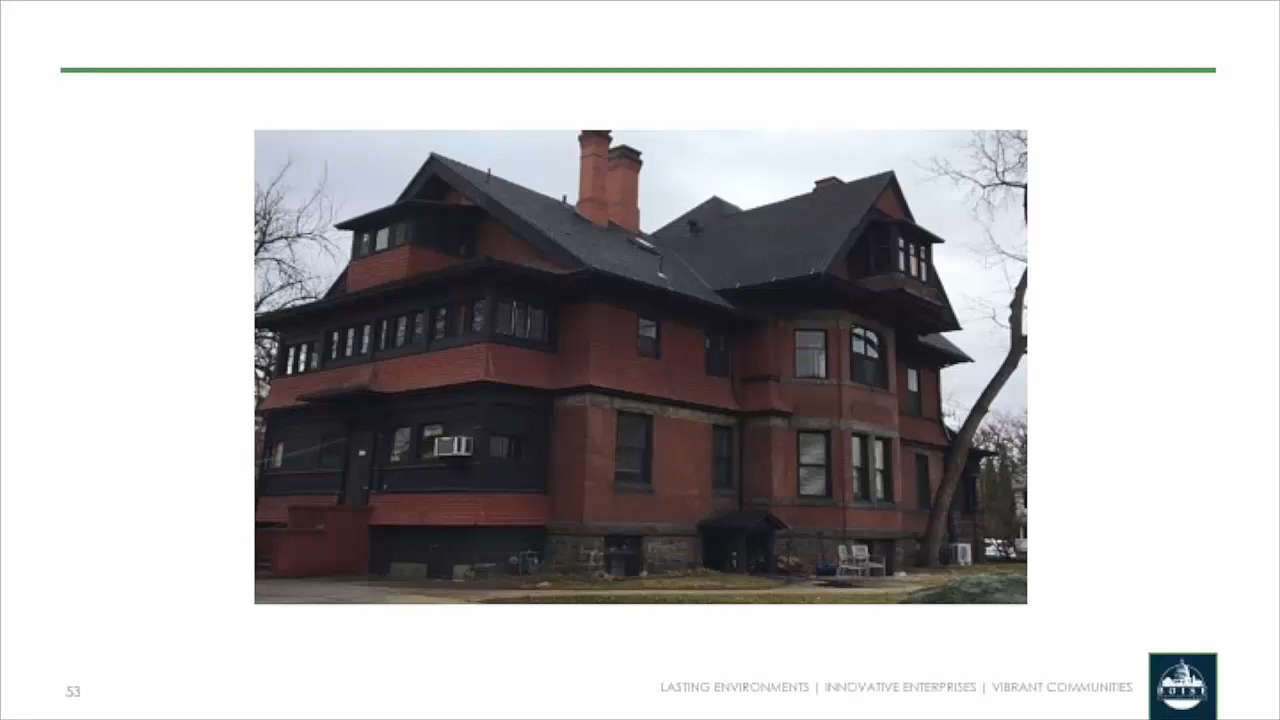 53
LASTING ENVIRONMENTS | INNOVATIVE ENTERPRISES | VIBRANT COMMUNITIES
BOISE